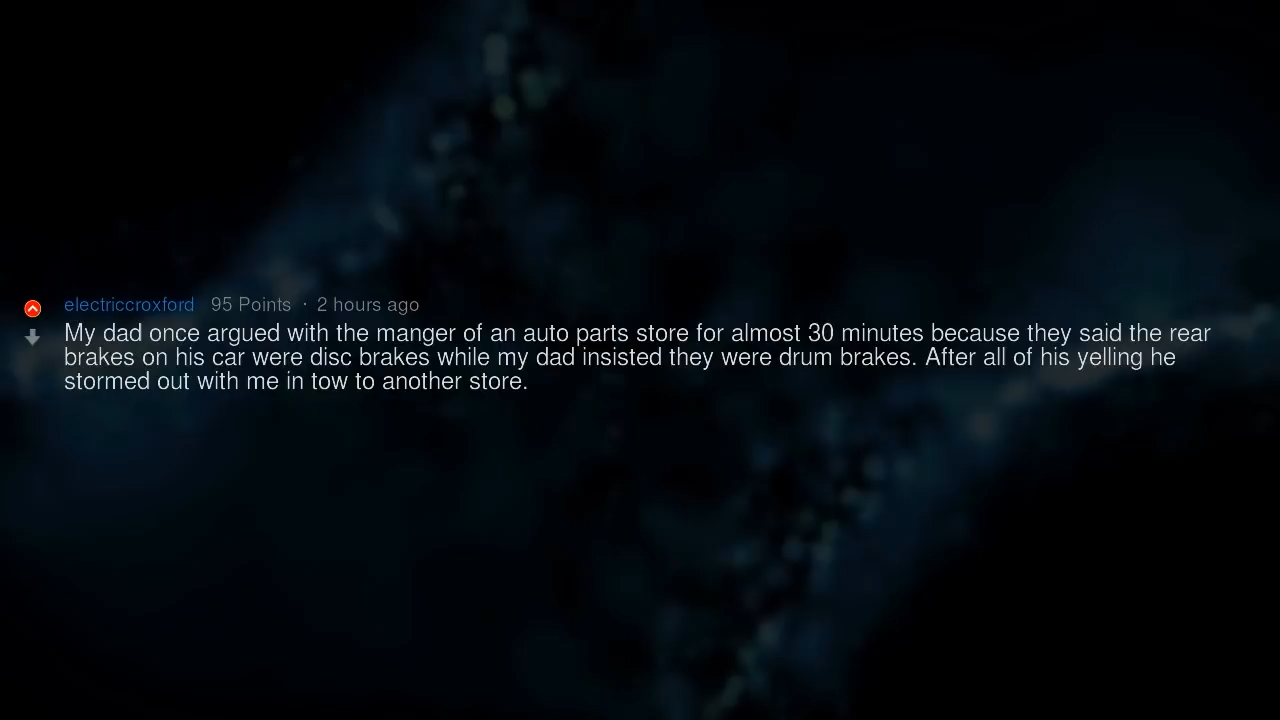 electriccroxford 95 Points · 2 hours ago
My dad once argued with the manger of an auto parts store for almost 30 minutes because they said the rear
brakes on his car were disc brakes while my dad insisted they were drum brakes. After all of his yelling he
stormed out with me in tow to another store.